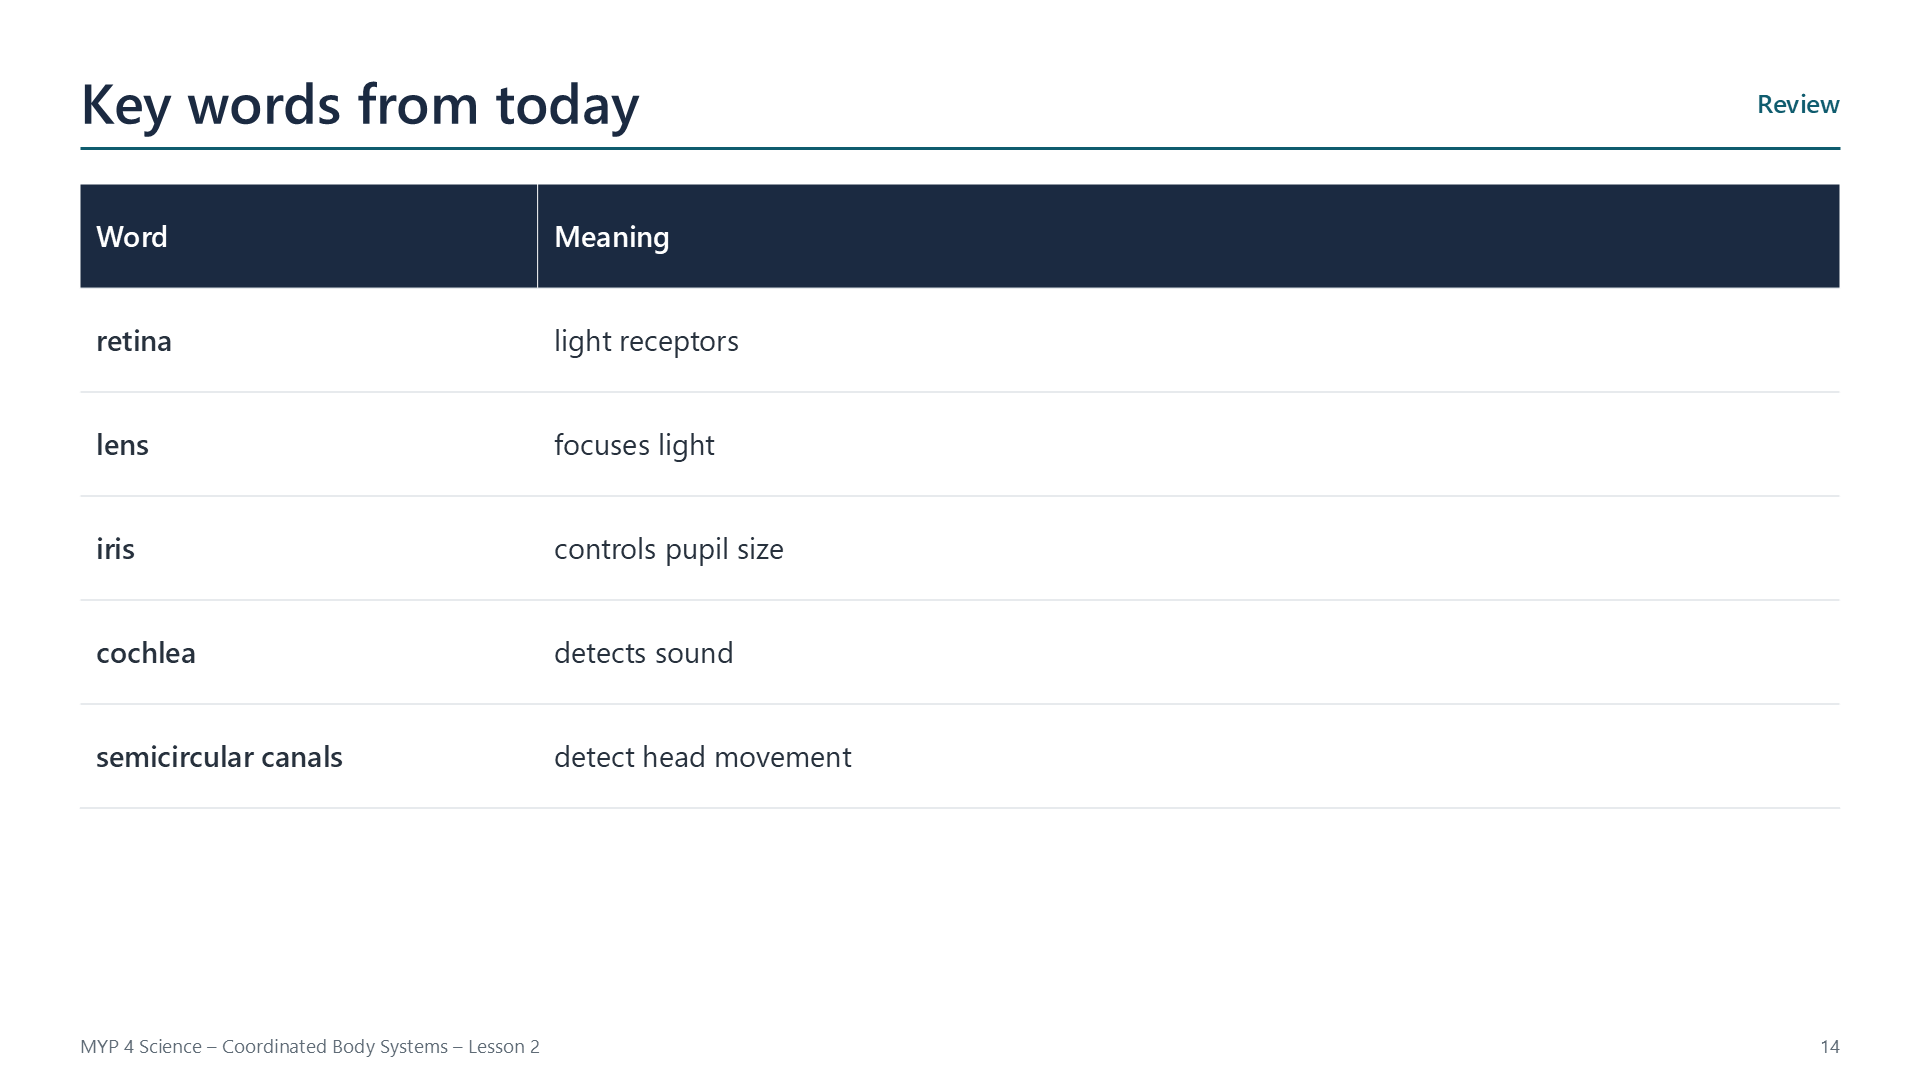 Key words from today
Review
Word Meaning
retina light receptors
lens focuses light
iris controls pupil size
cochlea detects sound
semicircular canals detect head movement
MYP 4 Science – Coordinated Body Systems – Lesson 2
14